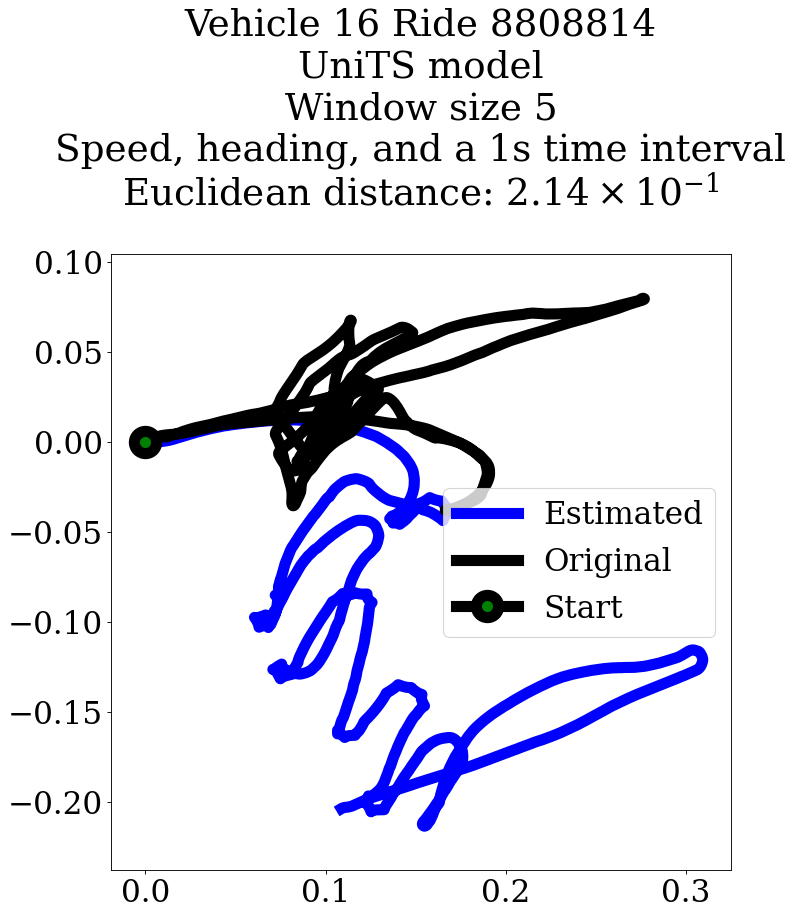 Vehicle 16 Ride 8808814
UniTS model
Window size 5
Speed, heading, and a 1s time interval
Euclidean distance: 2.14 × 10⁻¹
0.10
0.05
0.00
−0.05
−0.10
−0.15
−0.20
Estimated
Original
Start
0.0 0.1 0.2 0.3